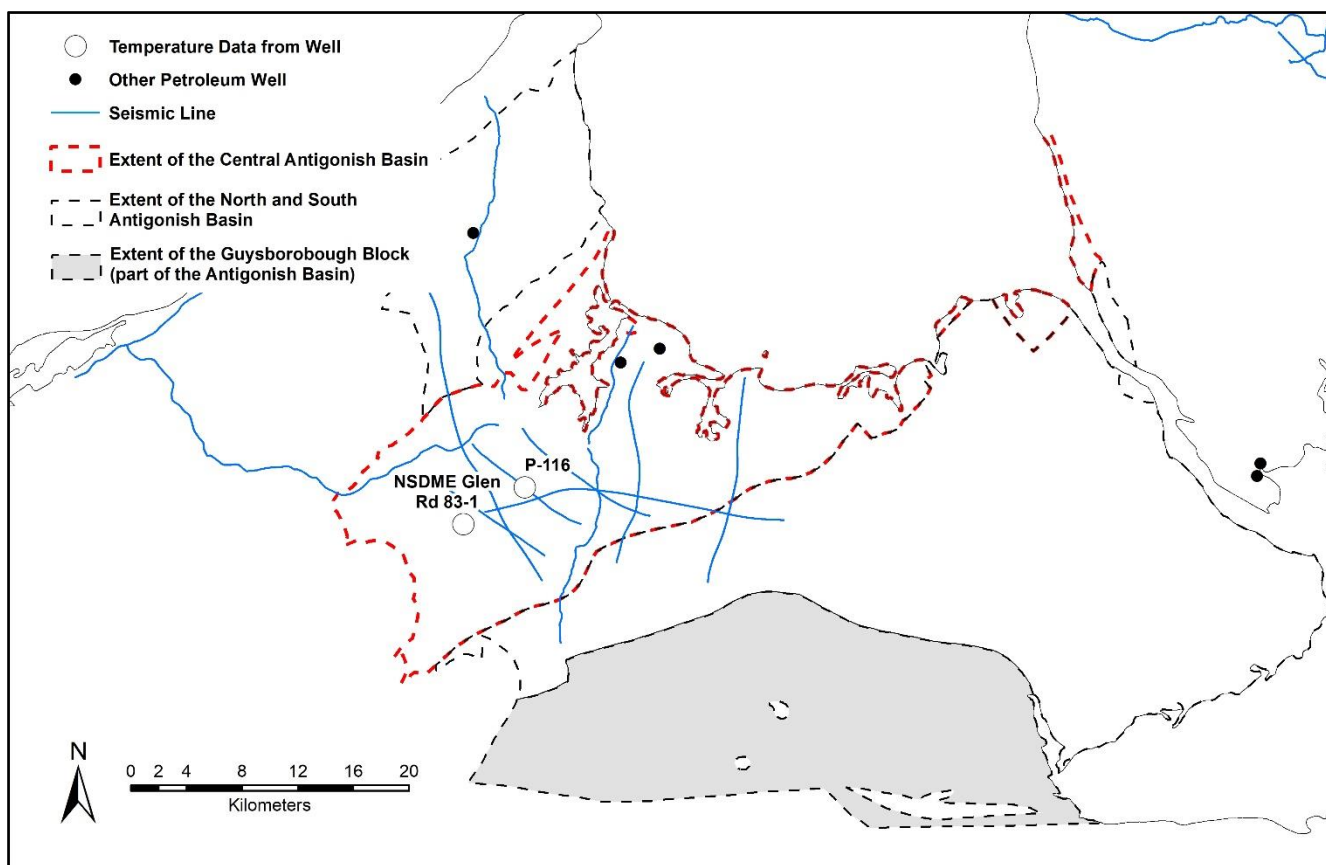 Temperature Data from Well
Other Petroleum Well
Seismic Line
Extent of the Central Antigonish Basin
Extent of the North and South
Antigonish Basin
Extent of the Guysborobough Block
(part of the Antigonish Basin)
P-116
NSDME Glen
Rd 83-1
N
0 2 4 8 12 16 20
Kilometers